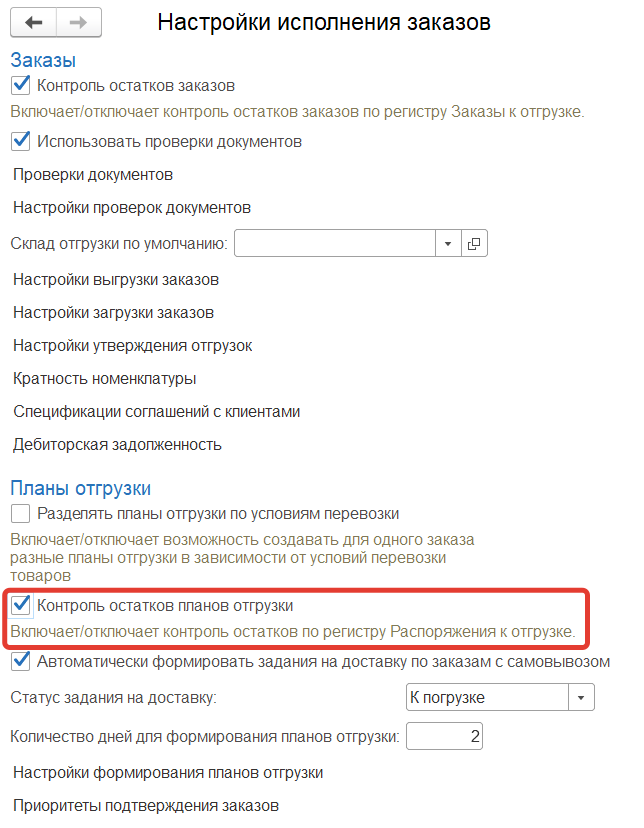 Настройки исполнения заказов
Заказы
Контроль остатков заказов
Включает/отключает контроль остатков заказов по регистру Заказы к отгрузке.
Использовать проверки документов
Проверки документов
Настройки проверок документов
Склад отгрузки по умолчанию:
Настройки выгрузки заказов
Настройки загрузки заказов
Настройки утверждения отгрузок
Кратность номенклатуры
Спецификации соглашений с клиентами
Дебиторская задолженность
Планы отгрузки
Разделять планы отгрузки по условиям перевозки
Включает/отключает возможность создавать для одного заказа
разные планы отгрузки в зависимости от условий перевозки
товаров
Контроль остатков планов отгрузки
Включает/отключает контроль остатков по регистру Распоряжения к отгрузке.
Автоматически формировать задания на доставку по заказам с самовывозом
Статус задания на доставку: К погрузке
Количество дней для формирования планов отгрузки: 2
Настройки формирования планов отгрузки
Приоритеты подтверждения заказов